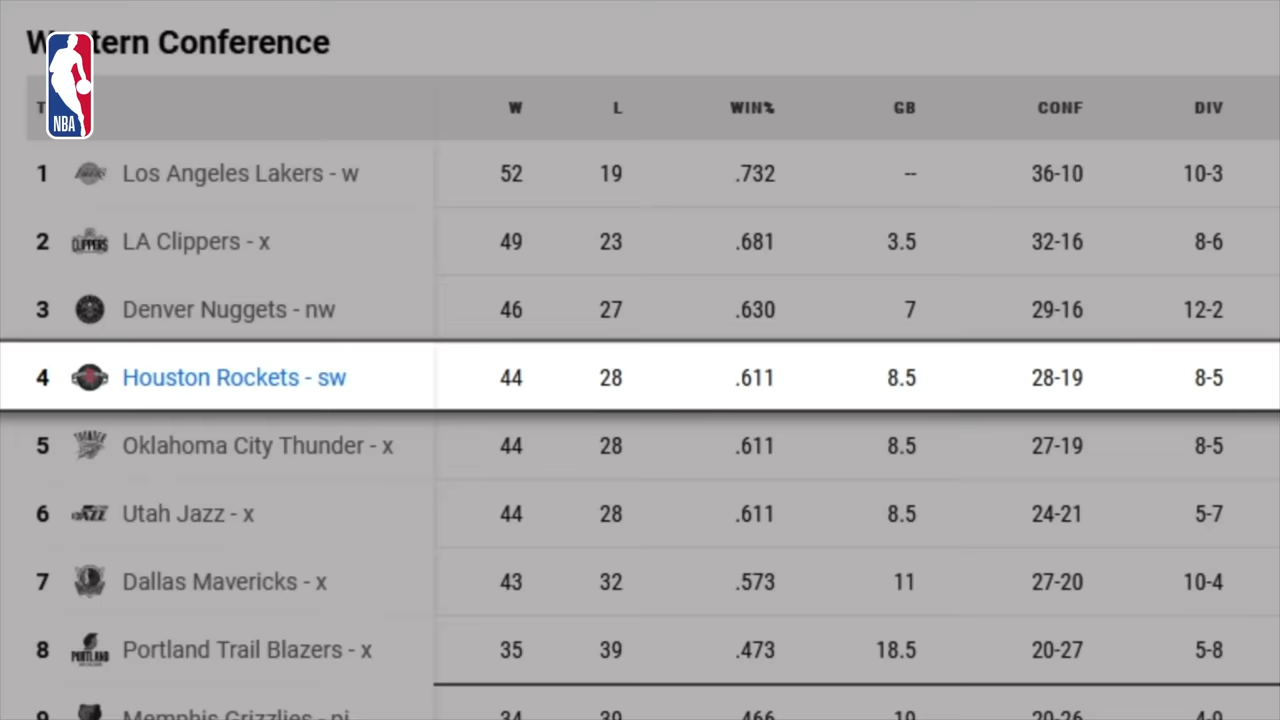 Western Conference
NBA
W L WIN% GB CONF DIV
1 Los Angeles Lakers - w 52 19 .732 -- 36-10 10-3
2 CLIPPERS LA Clippers - x 49 23 .681 3.5 32-16 8-6
3 Denver Nuggets - nw 46 27 .630 7 29-16 12-2
4 Houston Rockets - sw 44 28 .611 8.5 28-19 8-5
5 Oklahoma City Thunder - x 44 28 .611 8.5 27-19 8-5
6 JAZZ Utah Jazz - x 44 28 .611 8.5 24-21 5-7
7 Dallas Mavericks - x 43 32 .573 11 27-20 10-4
8 PORTLAND Portland Trail Blazers - x 35 39 .473 18.5 20-27 5-8
9 Memphis Grizzlies - pi 34 39 .466 19 20-26